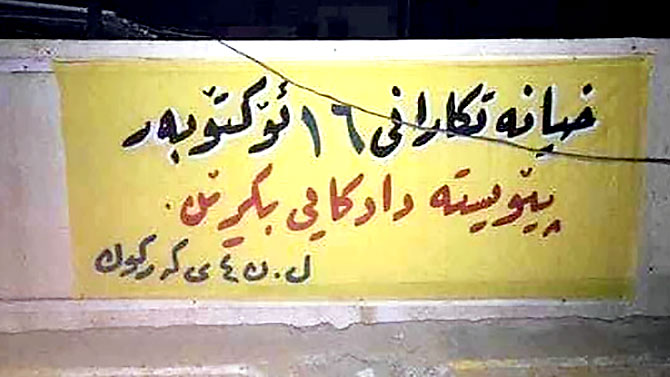 خیانەتکارانی ١٦ ئۆکتۆبەر
پێویستە دادگایی بکرێن.
ل.ن ٤ی کەرکوک